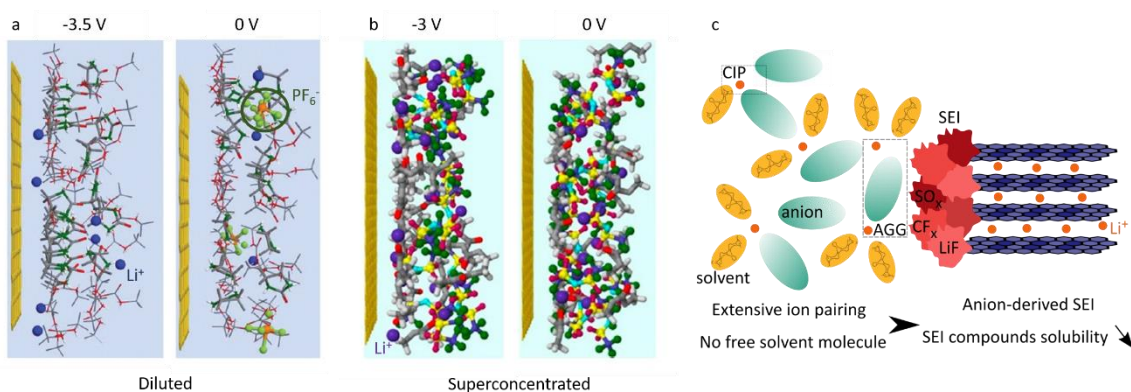 a
-3.5 V
0 V
PF6-
Li+
Diluted
b
-3 V
0 V
Li+
Superconcentrated
c
CIP
SEI
SOx
anion
AGG
CFx
LiF
Li+
solvent
Extensive ion pairing
No free solvent molecule
Anion-derived SEI
SEI compounds solubility